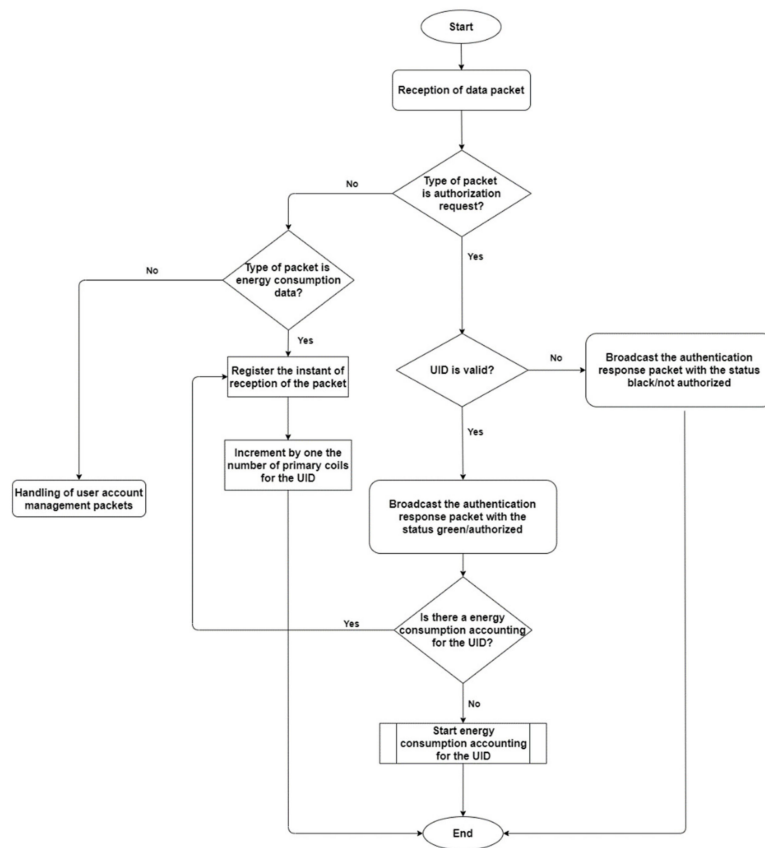 Start
Reception of data packet
Type of packet
is authorization
request?
No
Yes
Type of packet is
energy consumption
data?
No
Yes
UID is valid?
No
Broadcast the authentication
response packet with the status
black/not authorized
Register the instant of
reception of the packet
Yes
Increment by one the
number of primary coils
for the UID
Handling of user account
management packets
Broadcast the authentication
response packet with the
status green/authorized
Is there a energy
consumption accounting
for the UID?
Yes
No
Start energy
consumption accounting
for the UID
End